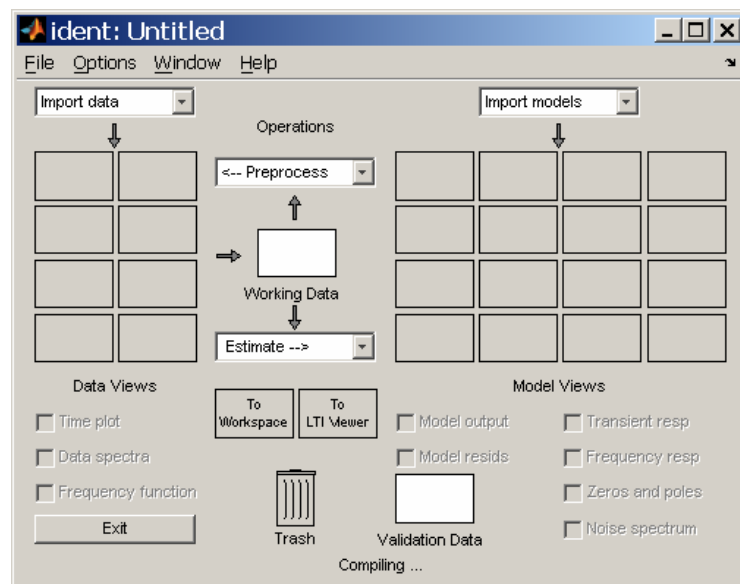 ident: Untitled
File Options Window Help
Import data
Import models
Operations
<-- Preprocess
Working Data
Estimate -->
Data Views
Model Views
To
Workspace
To
LTI Viewer
Time plot
Data spectra
Frequency function
Model output
Model resids
Transient resp
Frequency resp
Zeros and poles
Noise spectrum
Exit
Trash
Validation Data
Compiling ...